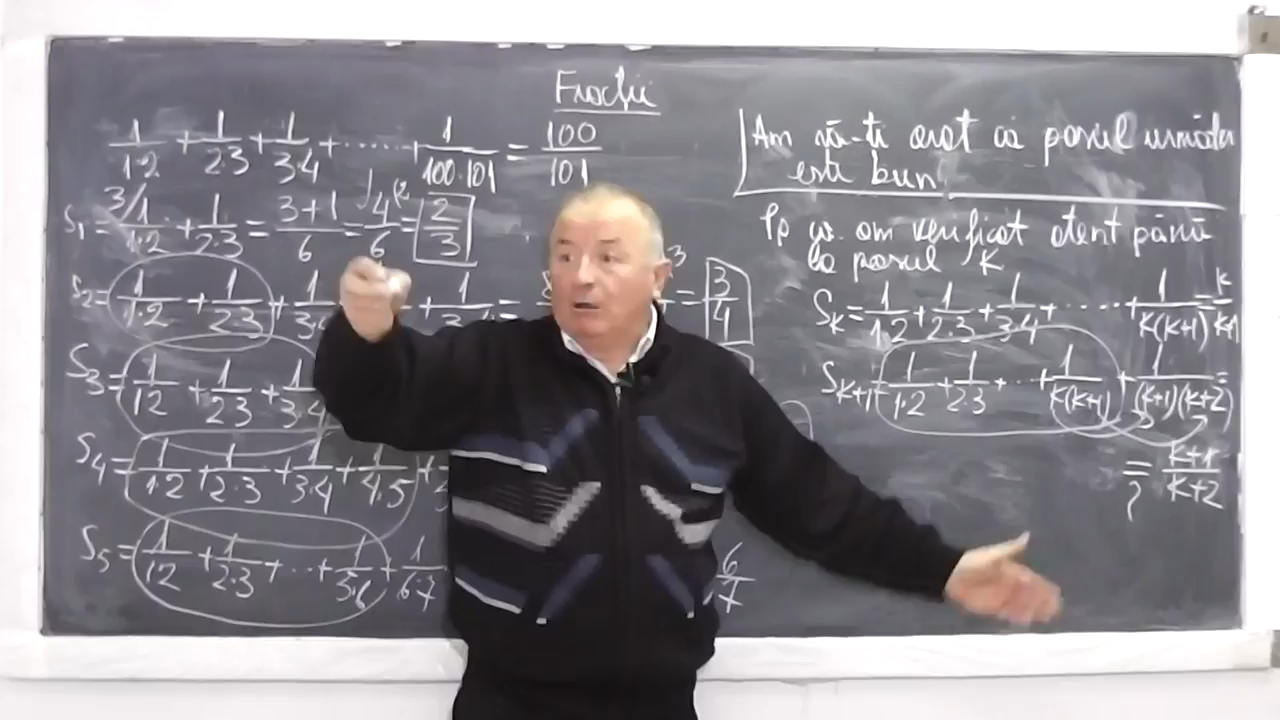 Fracții
1/1·2 + 1/2·3 + 1/3·4 + ...... + 1/100·101 = 100/101
S1 = 3/ 1/1·2 + 1/2·3 = 3+1/6 = 4/6 (2 = 2/3
S2 = 1/1·2 + 1/2·3 + 1/3·4 = 3/4
S3 = 1/1·2 + 1/2·3 + 1/3·4
S4 = 1/1·2 + 1/2·3 + 1/3·4 + 1/4·5 +
S5 = 1/1·2 + 1/2·3 + ... + 1/5·6 + 1/6·7 6/7
Am să-ți arat că pasul următor
este bun
Pp că am verificat atent până
la pasul K
SK = 1/1·2 + 1/2·3 + 1/3·4 + ...... + 1/K(K+1) = K/K+1
SK+1 = 1/1·2 + 1/2·3 + ... + 1/K(K+1) + 1/(K+1)(K+2) =
= K+1/K+2
?